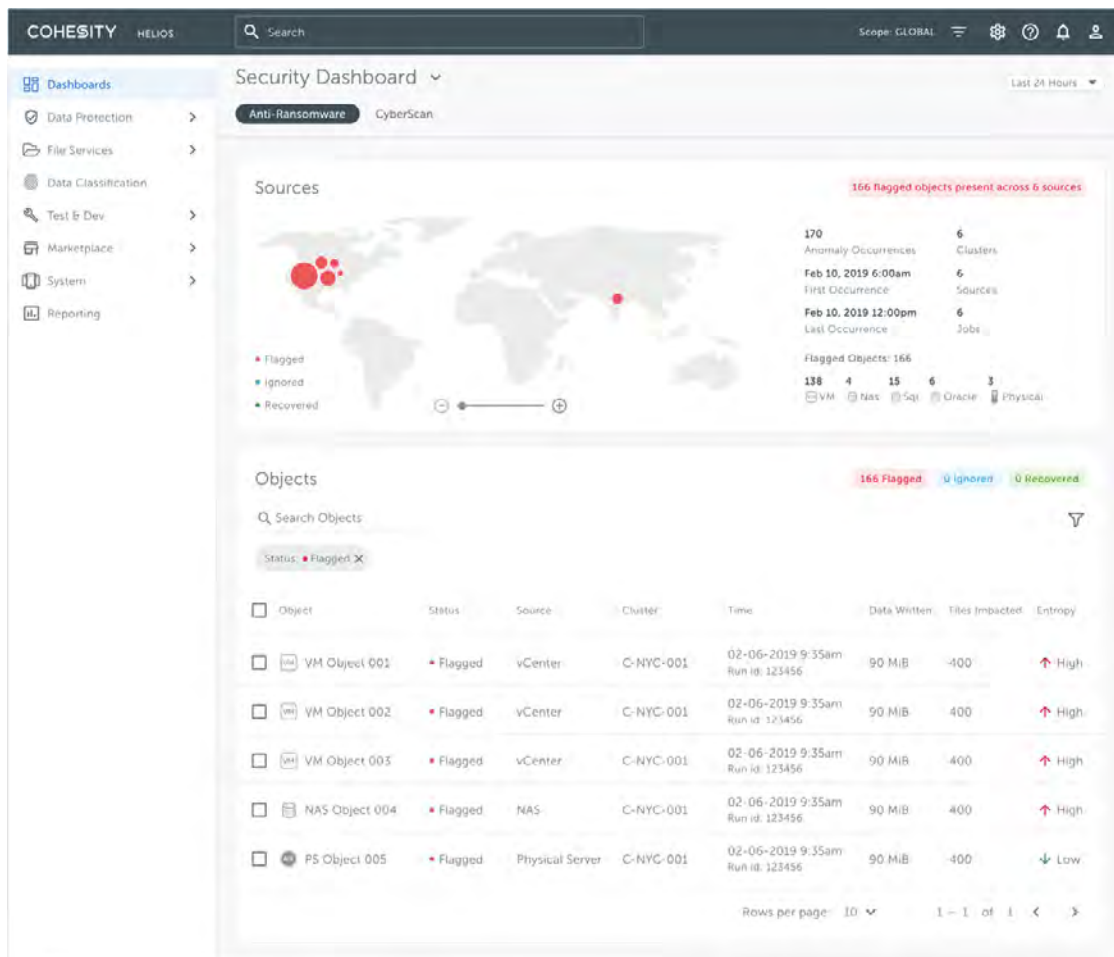 COHESITY HELIOS
Search
Scope: GLOBAL
Dashboards
Data Protection
File Services
Data Classification
Test & Dev
Marketplace
System
Reporting
Security Dashboard
Last 24 Hours
Anti-Ransomware CyberScan
Sources
166 flagged objects present across 6 sources
Flagged
Ignored
Recovered
170 6
Anomaly Occurrences Clusters
Feb 10, 2019 6:00am 6
First Occurrence Sources
Feb 10, 2019 12:00pm 6
Last Occurrence Jobs
Flagged Objects: 166
138 4 15 6 3
VM Nas Sql Oracle Physical
Objects
166 Flagged 0 Ignored 0 Recovered
Search Objects
Status: Flagged X
Object Status Source Cluster Time Data Written Files Impacted Entropy
VM VM Object 001 Flagged vCenter C-NYC-001 02-06-2019 9:35am 90 MiB 400 High
Run id: 123456
VM VM Object 002 Flagged vCenter C-NYC-001 02-06-2019 9:35am 90 MiB 400 High
Run id: 123456
VM VM Object 003 Flagged vCenter C-NYC-001 02-06-2019 9:35am 90 MiB 400 High
Run id: 123456
NAS Object 004 Flagged NAS C-NYC-001 02-06-2019 9:35am 90 MiB 400 High
Run id: 123456
PS Object 005 Flagged Physical Server C-NYC-001 02-06-2019 9:35am 90 MiB 400 Low
Run id: 123456
Rows per page: 10 1 – 1 of 1